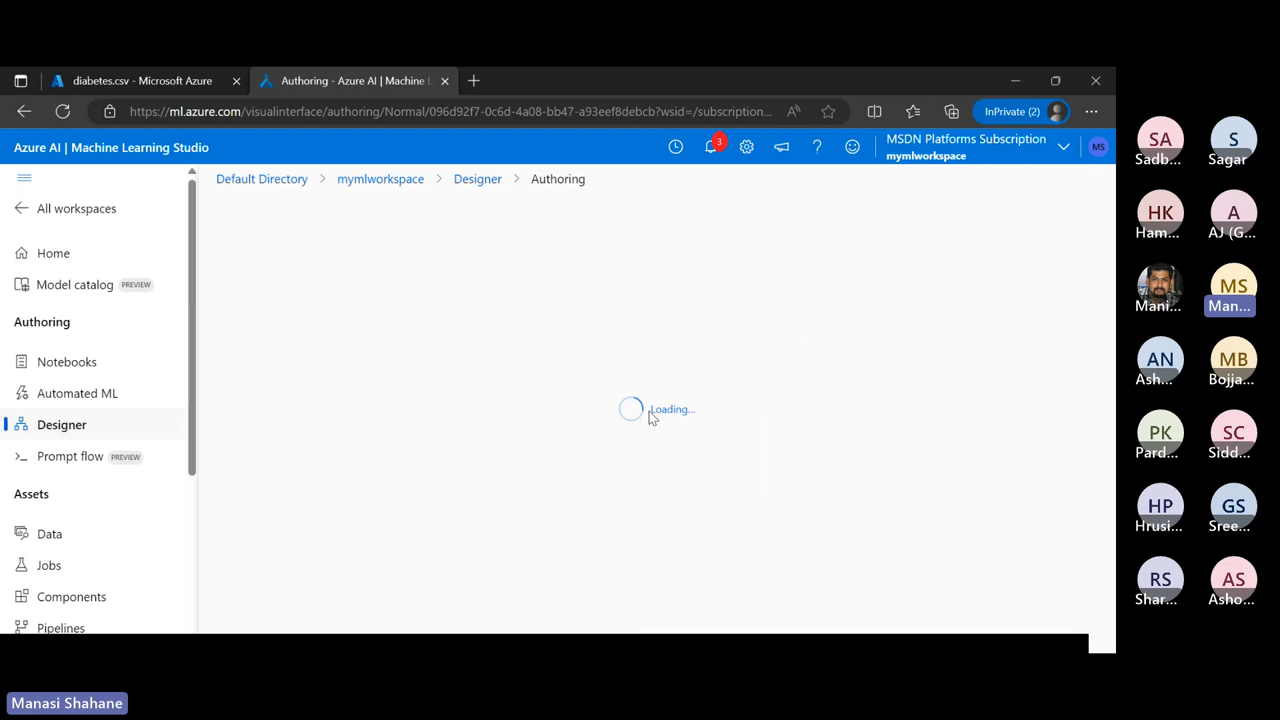 diabetes.csv - Microsoft Azure
Authoring - Azure AI | Machine L
https://ml.azure.com/visualinterface/authoring/Normal/096d92f7-0c6d-4a08-bb47-a93eef8debcb?wsid=/subscription...
InPrivate (2)
Azure AI | Machine Learning Studio
3
MSDN Platforms Subscription
mymlworkspace
MS
Default Directory > mymlworkspace > Designer > Authoring
All workspaces
Home
Model catalog PREVIEW
Authoring
Notebooks
Automated ML
Designer
Prompt flow PREVIEW
Assets
Data
Jobs
Components
Pipelines
Loading...
SA
Sadb...
S
Sagar
HK
Ham...
A
AJ (G...
Mani...
MS
Man...
AN
Ash...
MB
Bojja...
PK
Pard...
SC
Sidd...
HP
Hrusi...
GS
Sree...
RS
Shar...
AS
Asho...
Manasi Shahane